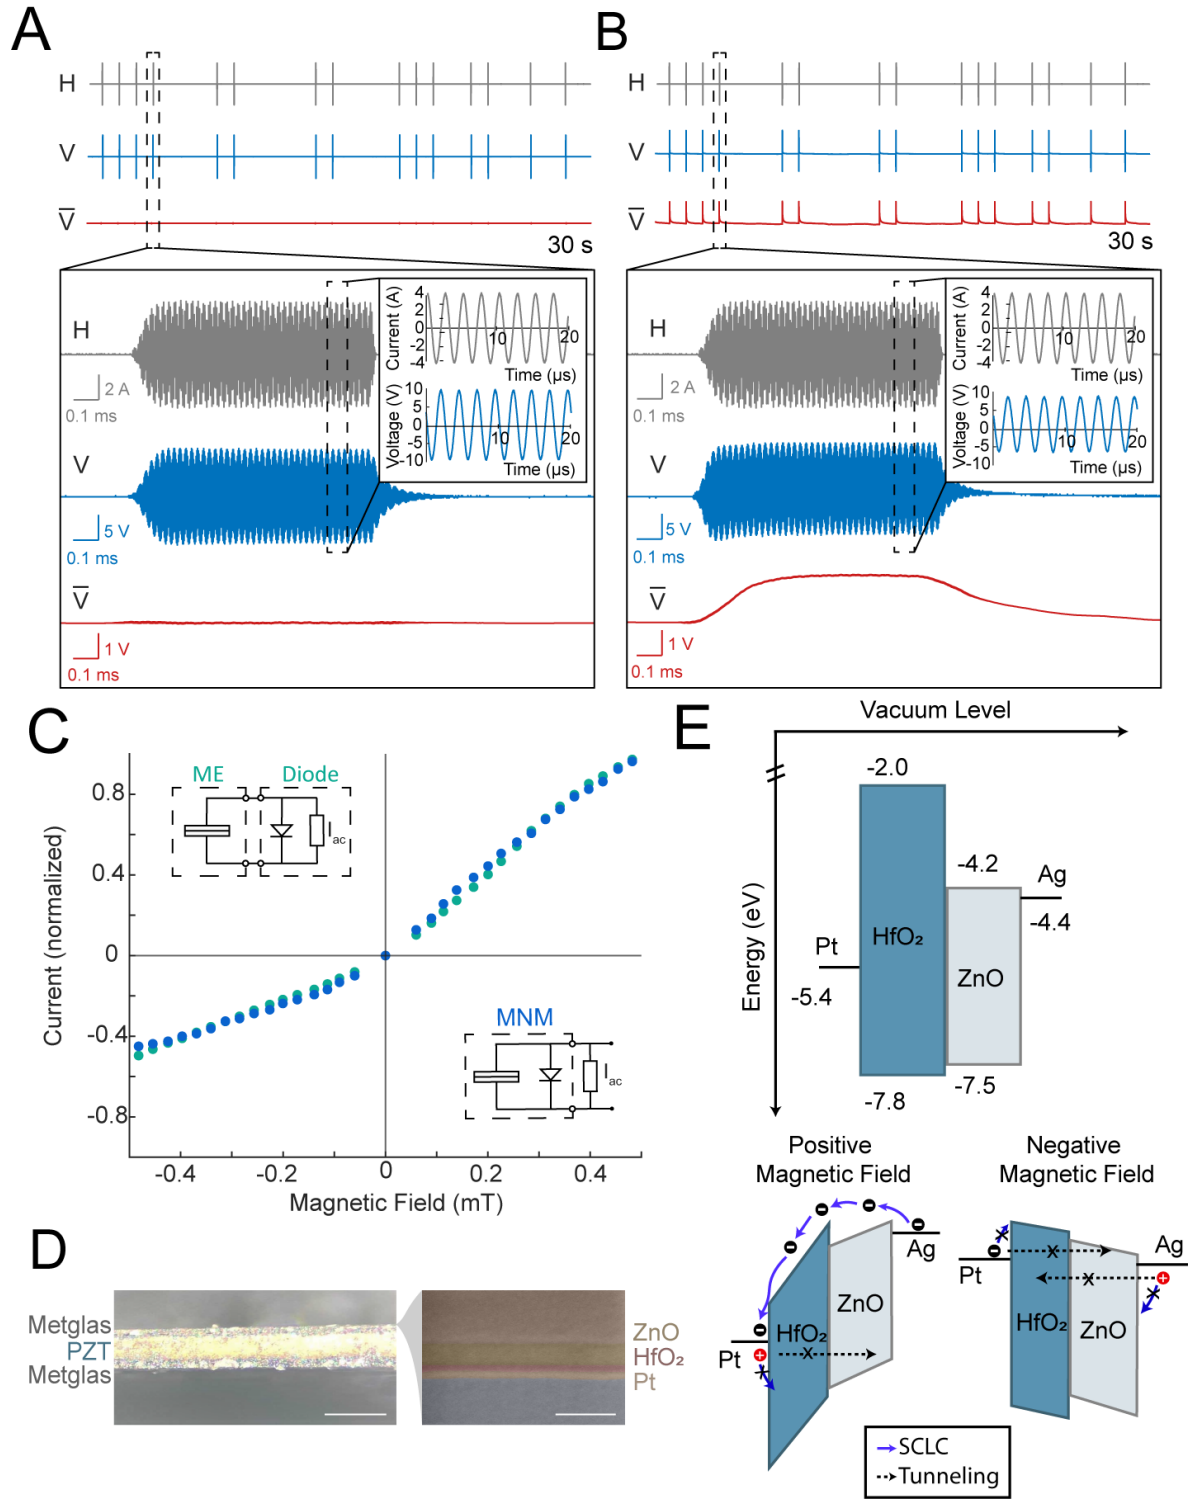 A
H
V
V̅
30 s
H
2 A
0.1 ms
V
5 V
0.1 ms
V̅
1 V
0.1 ms
Current (A)
4
2
0
-2
-4
10
20
Time (µs)
Voltage (V)
10
5
0
-5
-10
10
20
Time (µs)
B
H
V
V̅
30 s
H
2 A
0.1 ms
V
5 V
0.1 ms
V̅
1 V
0.1 ms
Current (A)
4
2
0
-2
-4
10
20
Time (µs)
Voltage (V)
10
5
0
-5
-10
10
20
Time (µs)
C
Current (normalized)
0.8
0.4
0
-0.4
-0.8
-0.4
-0.2
0
0.2
0.4
Magnetic Field (mT)
ME
Diode
Iac
MNM
Iac
D
Metglas
PZT
Metglas
ZnO
HfO₂
Pt
E
Vacuum Level
Energy (eV)
-2.0
-4.2
Ag
-4.4
HfO₂
Pt
-5.4
ZnO
-7.5
-7.8
Positive
Magnetic Field
Ag
ZnO
HfO₂
Pt
Negative
Magnetic Field
Ag
Pt
HfO₂
ZnO
SCLC
Tunneling